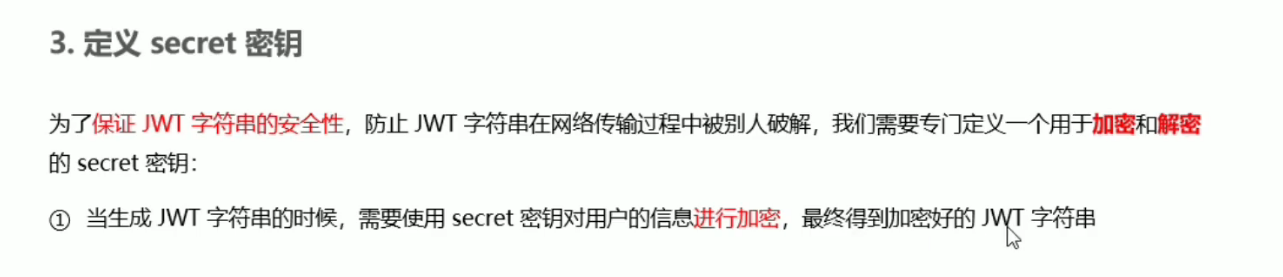 3. 定义 secret 密钥
为了保证 JWT 字符串的安全性，防止 JWT 字符串在网络传输过程中被别人破解，我们需要专门定义一个用于加密和解密
的 secret 密钥：
① 当生成 JWT 字符串的时候，需要使用 secret 密钥对用户的信息进行加密，最终得到加密好的 JWT 字符串